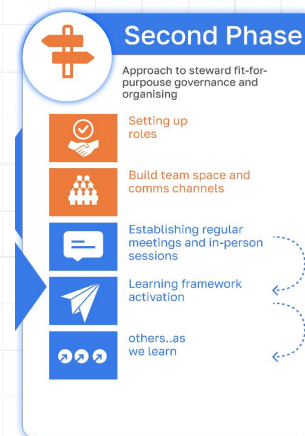 Second Phase
Approach to steward fit-for-
purpouse governance and
organising
Setting up
roles
Build team space and
comms channels
Establishing regular
meetings and in-person
sessions
Learning framework
activation
others..as
we learn